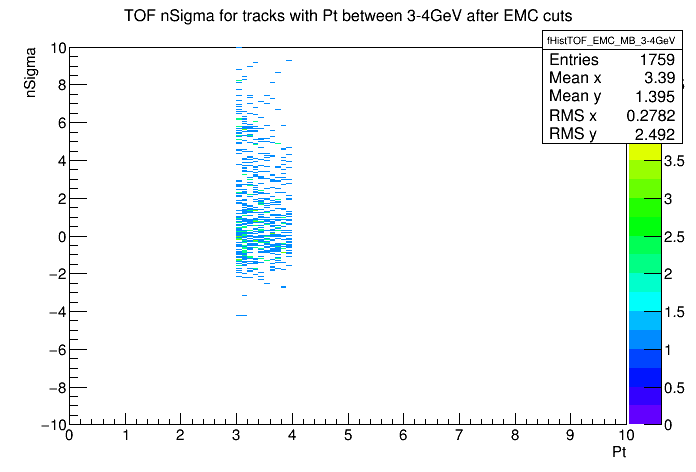 TOF nSigma for tracks with Pt between 3-4GeV after EMC cuts
fHistTOF_EMC_MB_3-4GeV
Entries 1759
Mean x 3.39
Mean y 1.395
RMS x 0.2782
RMS y 2.492
nSigma
10
8
6
4
2
0
−2
−4
−6
−8
−10
0 1 2 3 4 5 6 7 8 9 10
Pt
3.5
3
2.5
2
1.5
1
0.5
0